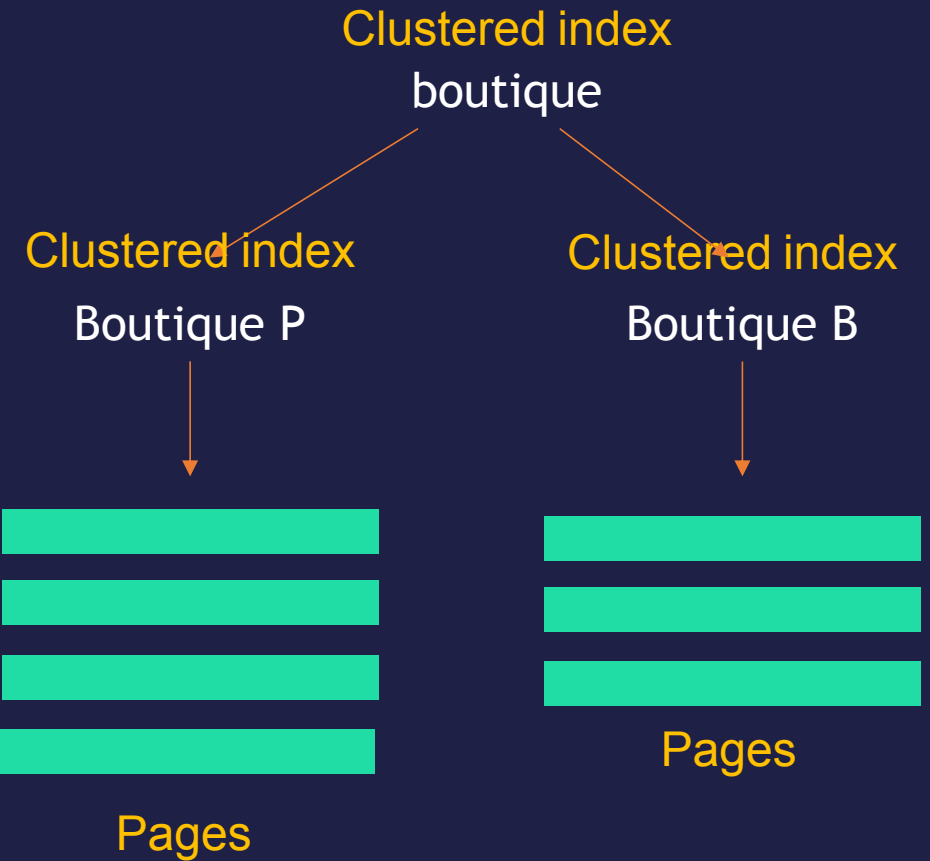 Clustered index
boutique
Clustered index
Boutique P
Clustered index
Boutique B
Pages
Pages